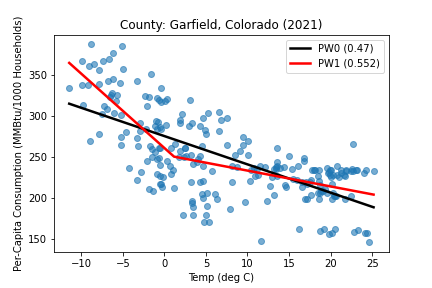 County: Garfield, Colorado (2021)
PW0 (0.47)
PW1 (0.552)
Per-Capita Consumption (MMBtu/1000 Households)
350
300
250
200
150
−10 −5 0 5 10 15 20 25
Temp (deg C)